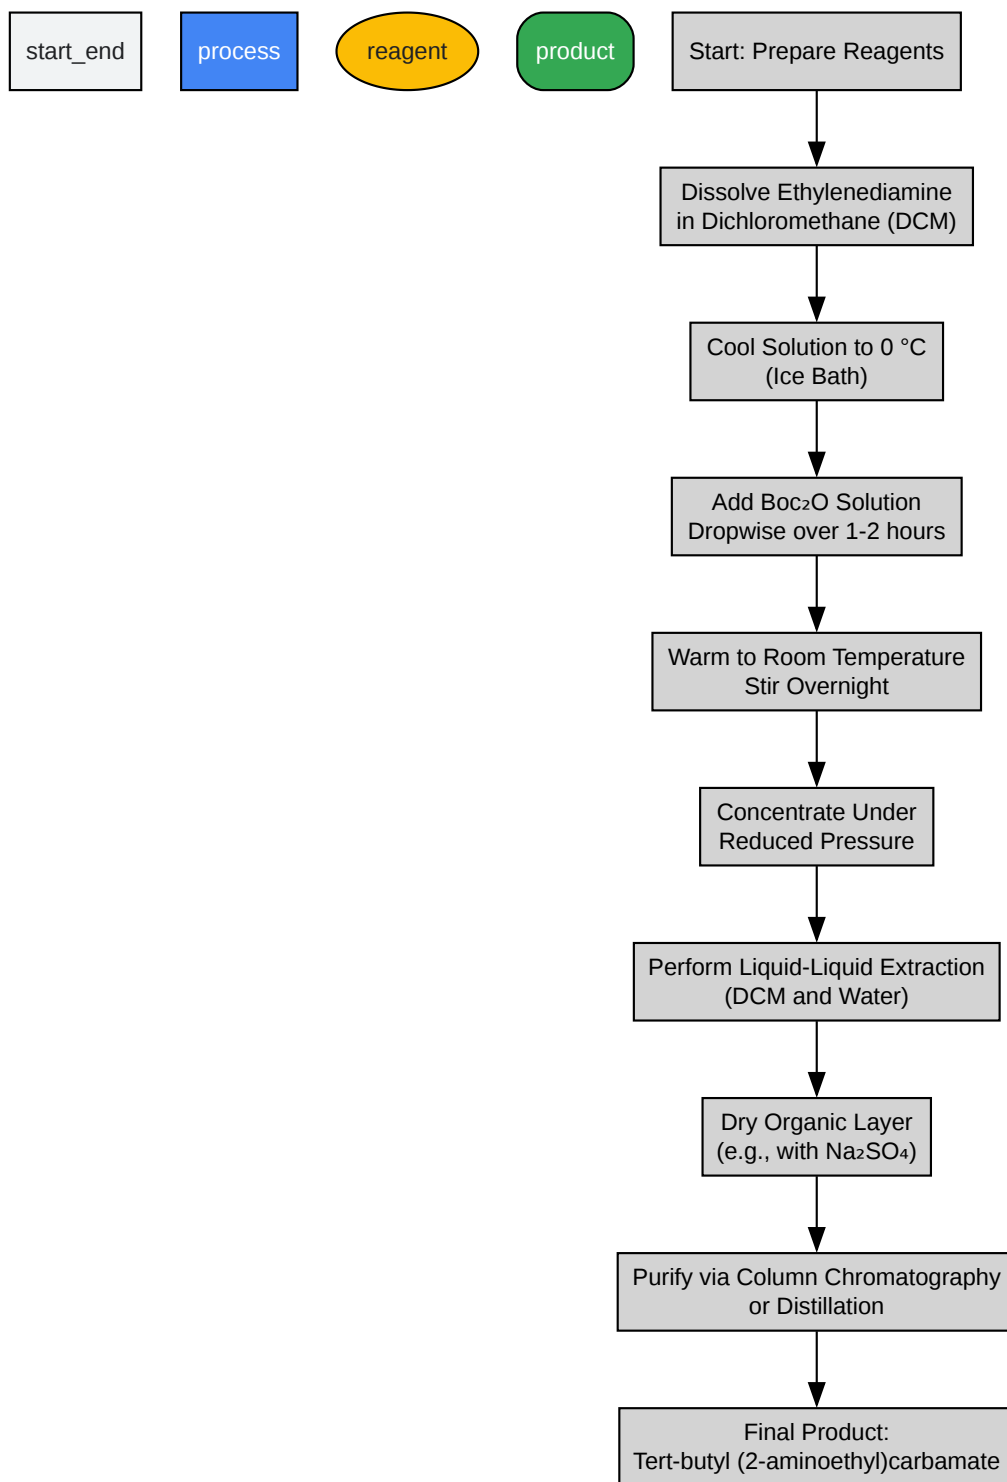 start_end
process
reagent
product
Start: Prepare Reagents
Dissolve Ethylenediamine
in Dichloromethane (DCM)
Cool Solution to 0 °C
(Ice Bath)
Add Boc₂O Solution
Dropwise over 1-2 hours
Warm to Room Temperature
Stir Overnight
Concentrate Under
Reduced Pressure
Perform Liquid-Liquid Extraction
(DCM and Water)
Dry Organic Layer
(e.g., with Na₂SO₄)
Purify via Column Chromatography
or Distillation
Final Product:
Tert-butyl (2-aminoethyl)carbamate